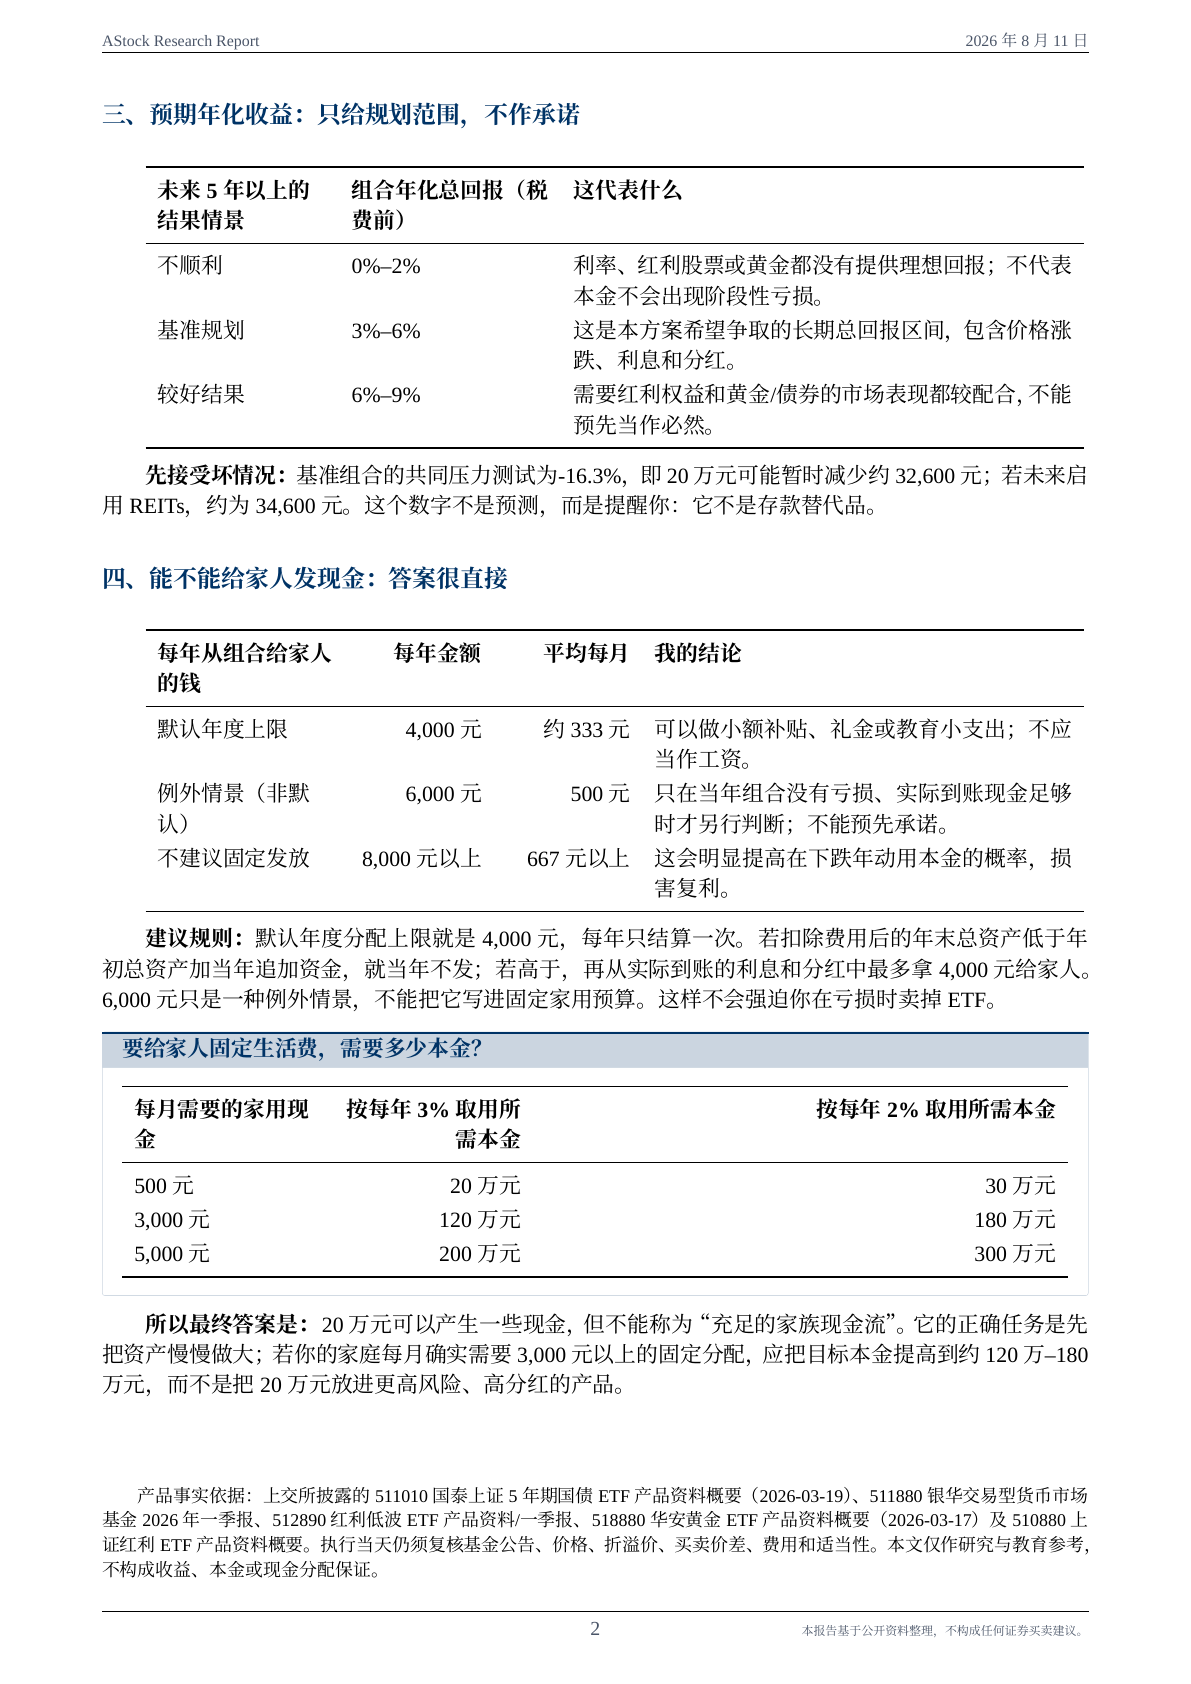 AStock Research Report
2026 年 8 月 11 日
三、预期年化收益：只给规划范围，不作承诺
未来 5 年以上的
结果情景
组合年化总回报（税
费前）
这代表什么
不顺利
0%–2%
利率、红利股票或黄金都没有提供理想回报；不代表
本金不会出现阶段性亏损。
基准规划
3%–6%
这是本方案希望争取的长期总回报区间，包含价格涨
跌、利息和分红。
较好结果
6%–9%
需要红利权益和黄金/债券的市场表现都较配合，不能
预先当作必然。
先接受坏情况：基准组合的共同压力测试为-16.3%，即 20 万元可能暂时减少约 32,600 元；若未来启
用 REITs，约为 34,600 元。这个数字不是预测，而是提醒你：它不是存款替代品。
四、能不能给家人发现金：答案很直接
每年从组合给家人
的钱
每年金额
平均每月
我的结论
默认年度上限
4,000 元
约 333 元
可以做小额补贴、礼金或教育小支出；不应
当作工资。
例外情景（非默
认）
6,000 元
500 元
只在当年组合没有亏损、实际到账现金足够
时才另行判断；不能预先承诺。
不建议固定发放
8,000 元以上
667 元以上
这会明显提高在下跌年动用本金的概率，损
害复利。
建议规则：默认年度分配上限就是 4,000 元，每年只结算一次。若扣除费用后的年末总资产低于年
初总资产加当年追加资金，就当年不发；若高于，再从实际到账的利息和分红中最多拿 4,000 元给家人。
6,000 元只是一种例外情景，不能把它写进固定家用预算。这样不会强迫你在亏损时卖掉 ETF。
要给家人固定生活费，需要多少本金？
每月需要的家用现
金
按每年 3% 取用所
需本金
按每年 2% 取用所需本金
500 元
20 万元
30 万元
3,000 元
120 万元
180 万元
5,000 元
200 万元
300 万元
所以最终答案是：20 万元可以产生一些现金，但不能称为“充足的家族现金流”。它的正确任务是先
把资产慢慢做大；若你的家庭每月确实需要 3,000 元以上的固定分配，应把目标本金提高到约 120 万–180
万元，而不是把 20 万元放进更高风险、高分红的产品。
产品事实依据：上交所披露的 511010 国泰上证 5 年期国债 ETF 产品资料概要（2026-03-19）、511880 银华交易型货币市场
基金 2026 年一季报、512890 红利低波 ETF 产品资料/一季报、518880 华安黄金 ETF 产品资料概要（2026-03-17）及 510880 上
证红利 ETF 产品资料概要。执行当天仍须复核基金公告、价格、折溢价、买卖价差、费用和适当性。本文仅作研究与教育参考，
不构成收益、本金或现金分配保证。
2
本报告基于公开资料整理，不构成任何证券买卖建议。